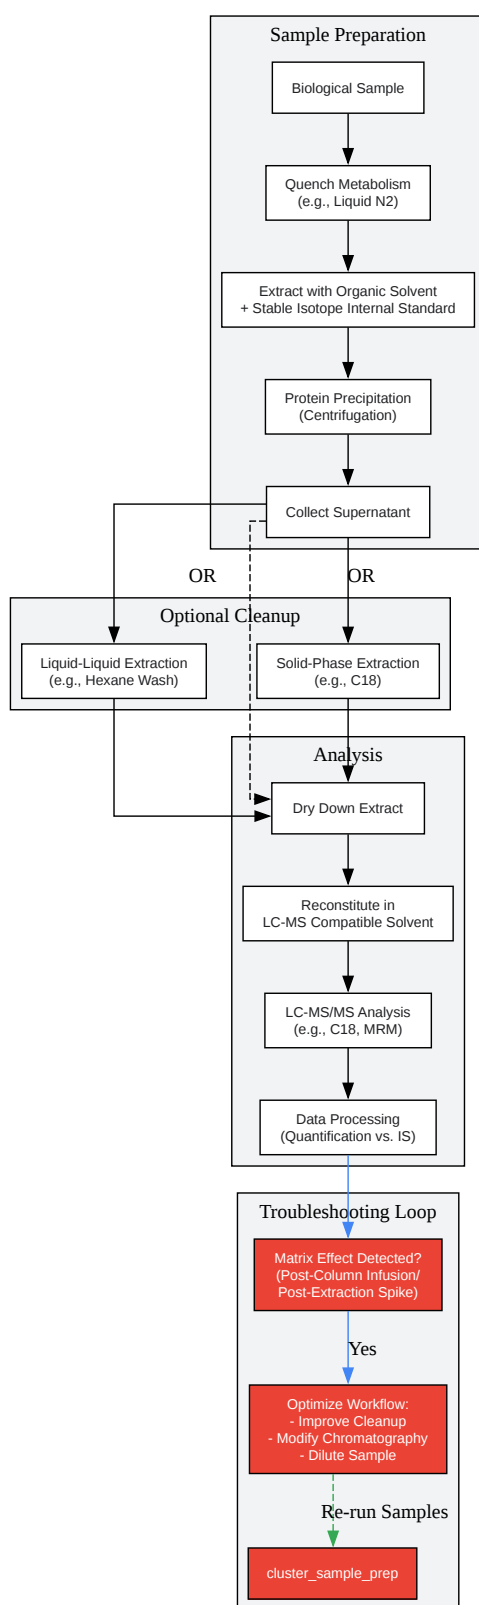 Sample Preparation
Biological Sample
Quench Metabolism
(e.g., Liquid N2)
Extract with Organic Solvent
+ Stable Isotope Internal Standard
Protein Precipitation
(Centrifugation)
Collect Supernatant
OR
OR
Optional Cleanup
Liquid-Liquid Extraction
(e.g., Hexane Wash)
Solid-Phase Extraction
(e.g., C18)
Analysis
Dry Down Extract
Reconstitute in
LC-MS Compatible Solvent
LC-MS/MS Analysis
(e.g., C18, MRM)
Data Processing
(Quantification vs. IS)
Troubleshooting Loop
Matrix Effect Detected?
(Post-Column Infusion/
Post-Extraction Spike)
Yes
Optimize Workflow:
- Improve Cleanup
- Modify Chromatography
- Dilute Sample
Re-run Samples
cluster_sample_prep